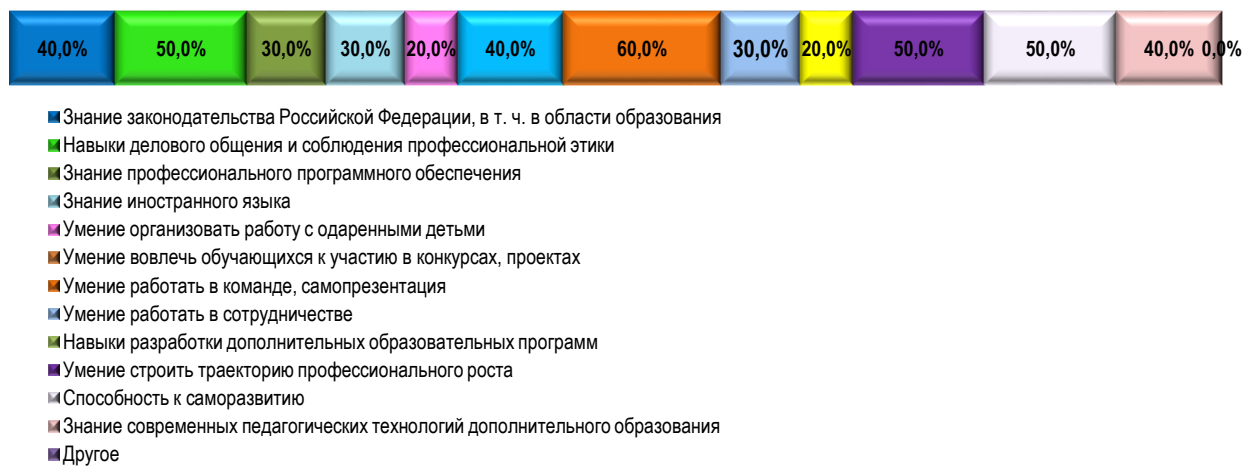 40,0% 50,0% 30,0% 30,0% 20,0% 40,0% 60,0% 30,0% 20,0% 50,0% 50,0% 40,0% 0,0%
Знание законодательства Российской Федерации, в т. ч. в области образования
Навыки делового общения и соблюдения профессиональной этики
Знание профессионального программного обеспечения
Знание иностранного языка
Умение организовать работу с одаренными детьми
Умение вовлечь обучающихся к участию в конкурсах, проектах
Умение работать в команде, самопрезентация
Умение работать в сотрудничестве
Навыки разработки дополнительных образовательных программ
Умение строить траекторию профессионального роста
Способность к саморазвитию
Знание современных педагогических технологий дополнительного образования
Другое